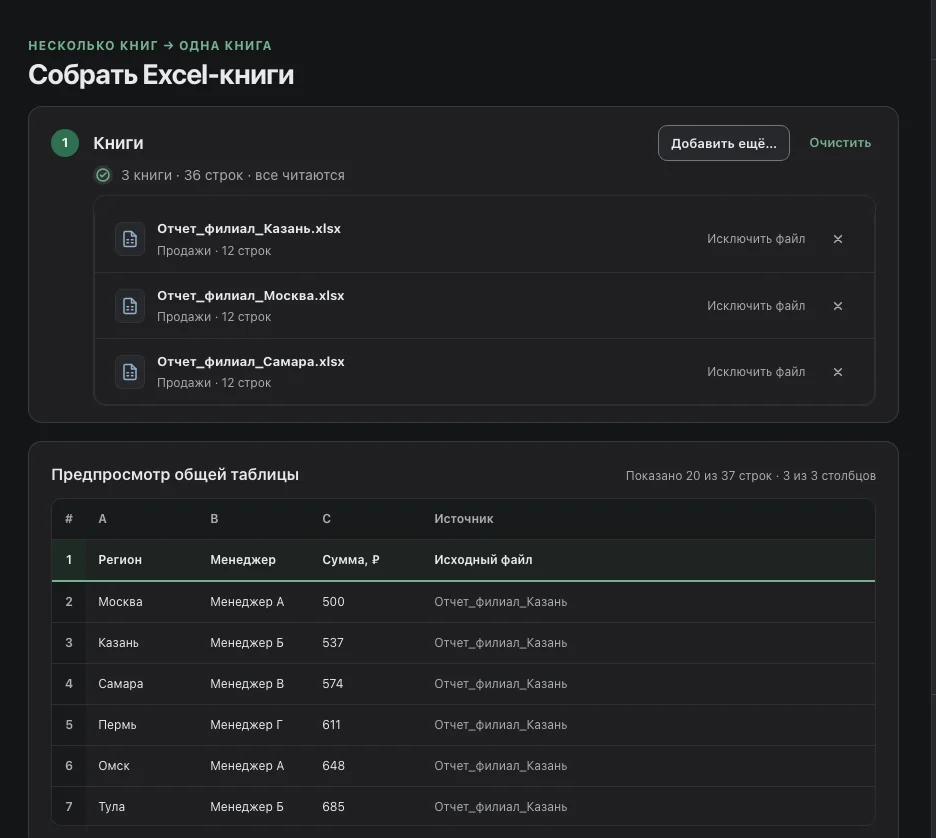 НЕСКОЛЬКО КНИГ → ОДНА КНИГА
Собрать Excel-книги
1 Книги Добавить ещё... Очистить
3 книги · 36 строк · все читаются
Отчет_филиал_Казань.xlsx
Продажи · 12 строк
Исключить файл ×
Отчет_филиал_Москва.xlsx
Продажи · 12 строк
Исключить файл ×
Отчет_филиал_Самара.xlsx
Продажи · 12 строк
Исключить файл ×
Предпросмотр общей таблицы Показано 20 из 37 строк · 3 из 3 столбцов
# A B C Источник
1 Регион Менеджер Сумма, ₽ Исходный файл
2 Москва Менеджер А 500 Отчет_филиал_Казань
3 Казань Менеджер Б 537 Отчет_филиал_Казань
4 Самара Менеджер В 574 Отчет_филиал_Казань
5 Пермь Менеджер Г 611 Отчет_филиал_Казань
6 Омск Менеджер А 648 Отчет_филиал_Казань
7 Тула Менеджер Б 685 Отчет_филиал_Казань